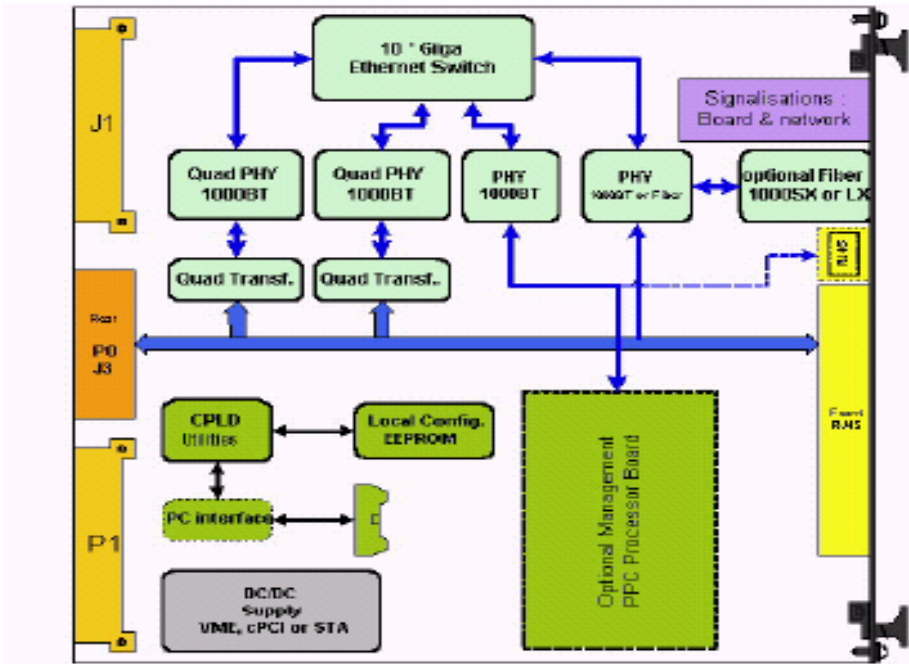 10 * Giga
Ethernet Switch
J1
Signalisations :
Board & network
Quad PHY
1000BT
Quad PHY
1000BT
PHY
1000BT
PHY
1000BT or Fiber
optional Fiber
1000SX or LX
Quad Transf.
Quad Transf.
Rear
P0
J3
CPLD
Utilities
Local Config.
EEPROM
Optional Management
PPC Processor Board
Front
RJ45
PC interface
P1
DC/DC
Supply
VME, cPCI or STA